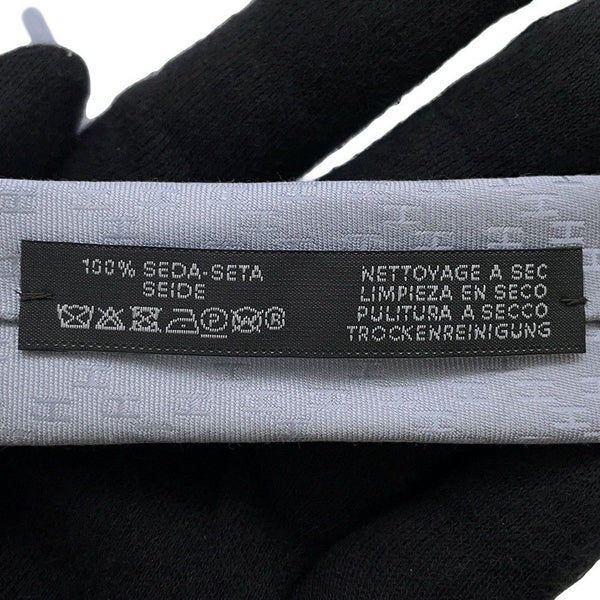 100% SEDA-SETA
SEIDE
P W ®
NETTOYAGE A SEC
LIMPIEZA EN SECO
PULITURA A SECCO
TROCKENREINIGUNG